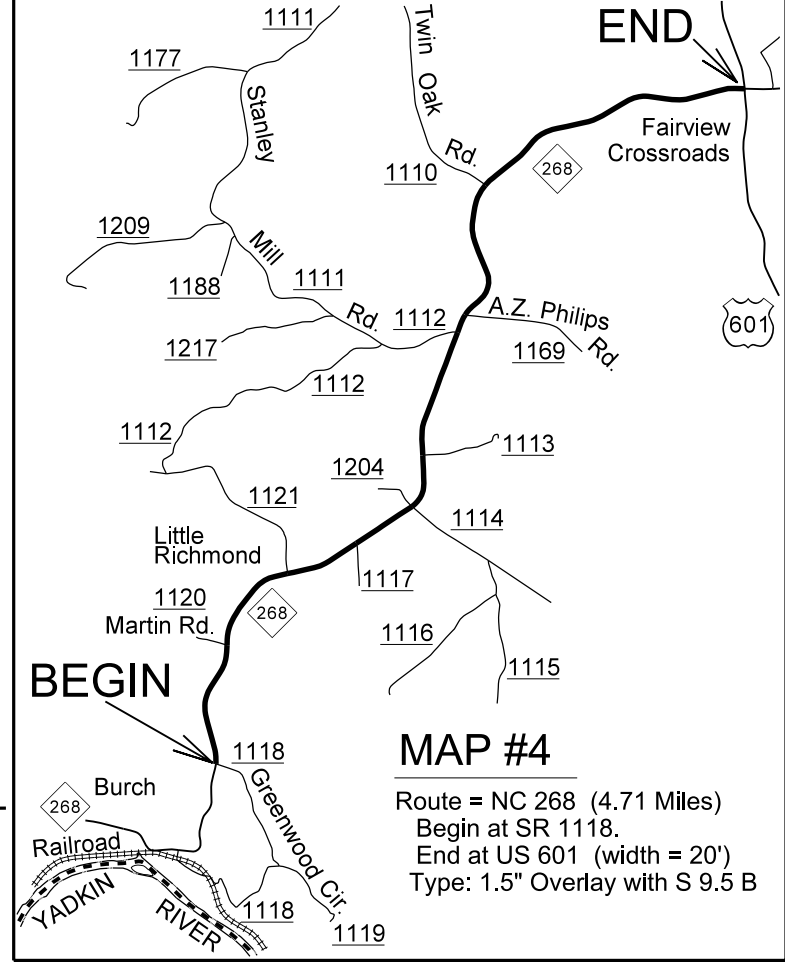 1111
Twin Oak Rd.
END
1177
Stanley Mill Rd.
Fairview
Crossroads
268
1110
1209
1188
1111
1112
A.Z. Philips Rd.
601
1217
1169
1112
1112
1204
1113
1121
1114
Little
Richmond
1117
1120
268
Martin Rd.
1116
1115
BEGIN
1118
Greenwood Cir.
MAP #4
Burch
268
Route = NC 268 (4.71 Miles)
Begin at SR 1118.
End at US 601 (width = 20')
Type: 1.5" Overlay with S 9.5 B
Railroad
YADKIN RIVER
1118
1119